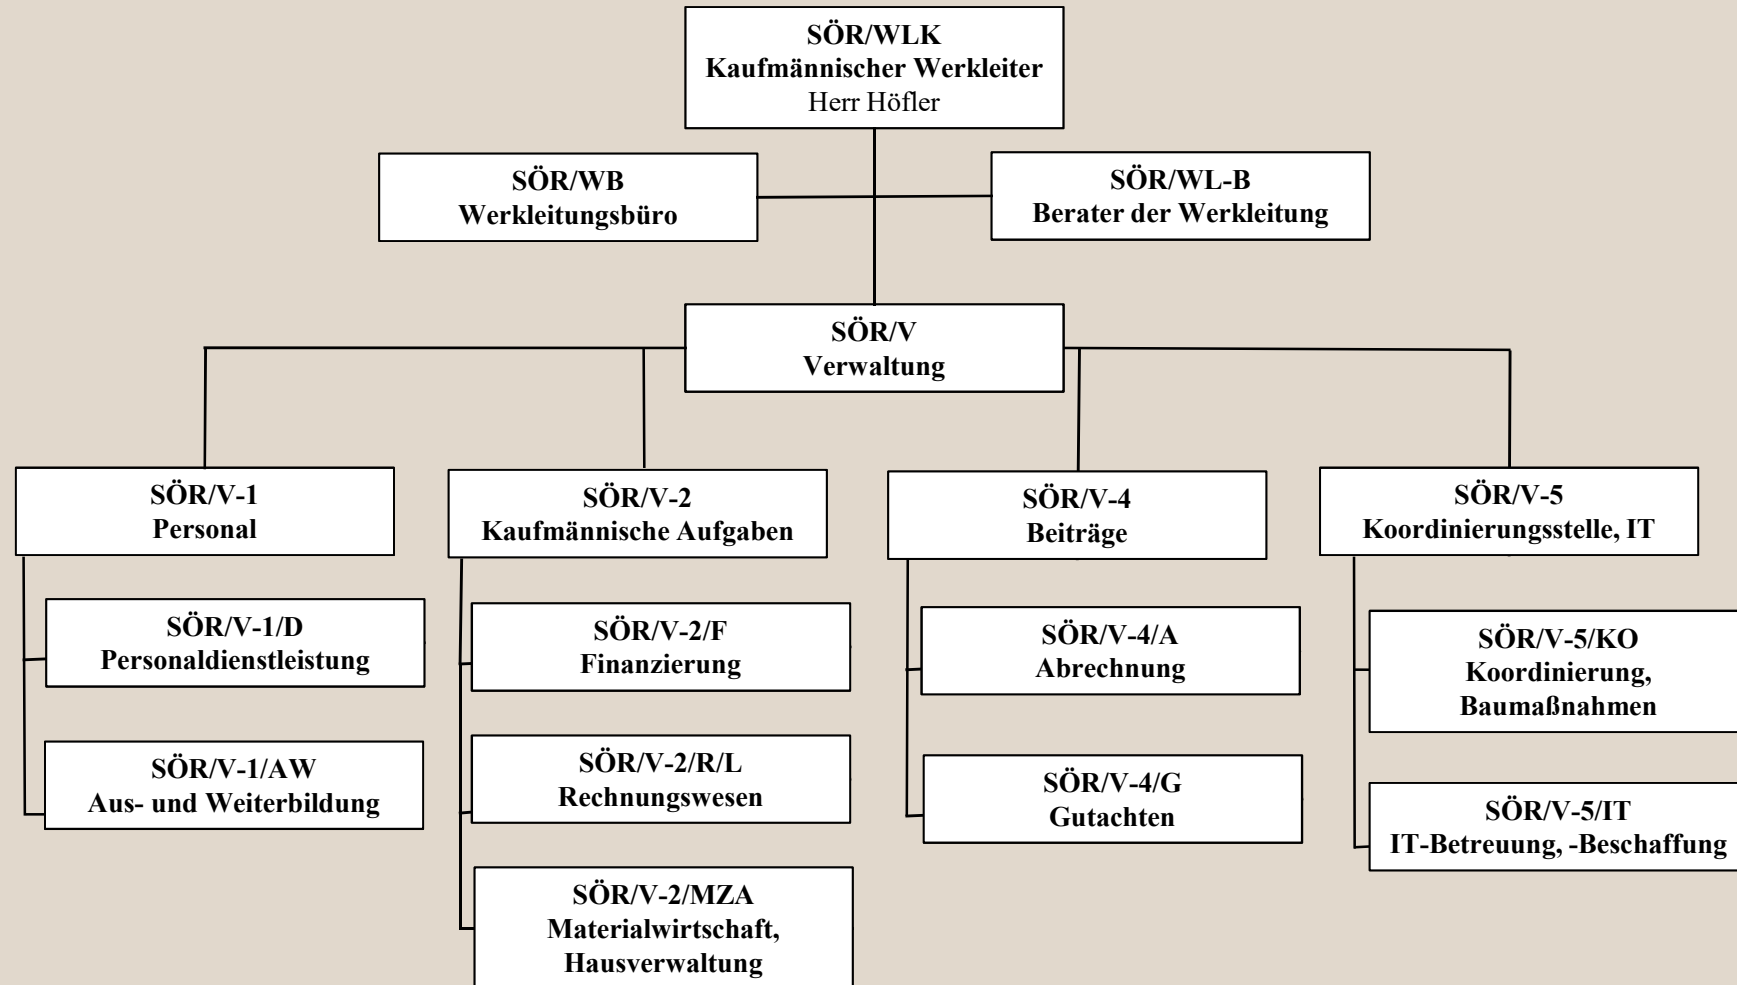 SÖR/WLK
Kaufmännischer Werkleiter
Herr Höfler
SÖR/WB
Werkleitungsbüro
SÖR/WL-B
Berater der Werkleitung
SÖR/V
Verwaltung
SÖR/V-1
Personal
SÖR/V-2
Kaufmännische Aufgaben
SÖR/V-4
Beiträge
SÖR/V-5
Koordinierungsstelle, IT
SÖR/V-1/D
Personaldienstleistung
SÖR/V-1/AW
Aus- und Weiterbildung
SÖR/V-2/F
Finanzierung
SÖR/V-2/R/L
Rechnungswesen
SÖR/V-2/MZA
Materialwirtschaft,
Hausverwaltung
SÖR/V-4/A
Abrechnung
SÖR/V-4/G
Gutachten
SÖR/V-5/KO
Koordinierung,
Baumaßnahmen
SÖR/V-5/IT
IT-Betreuung, -Beschaffung